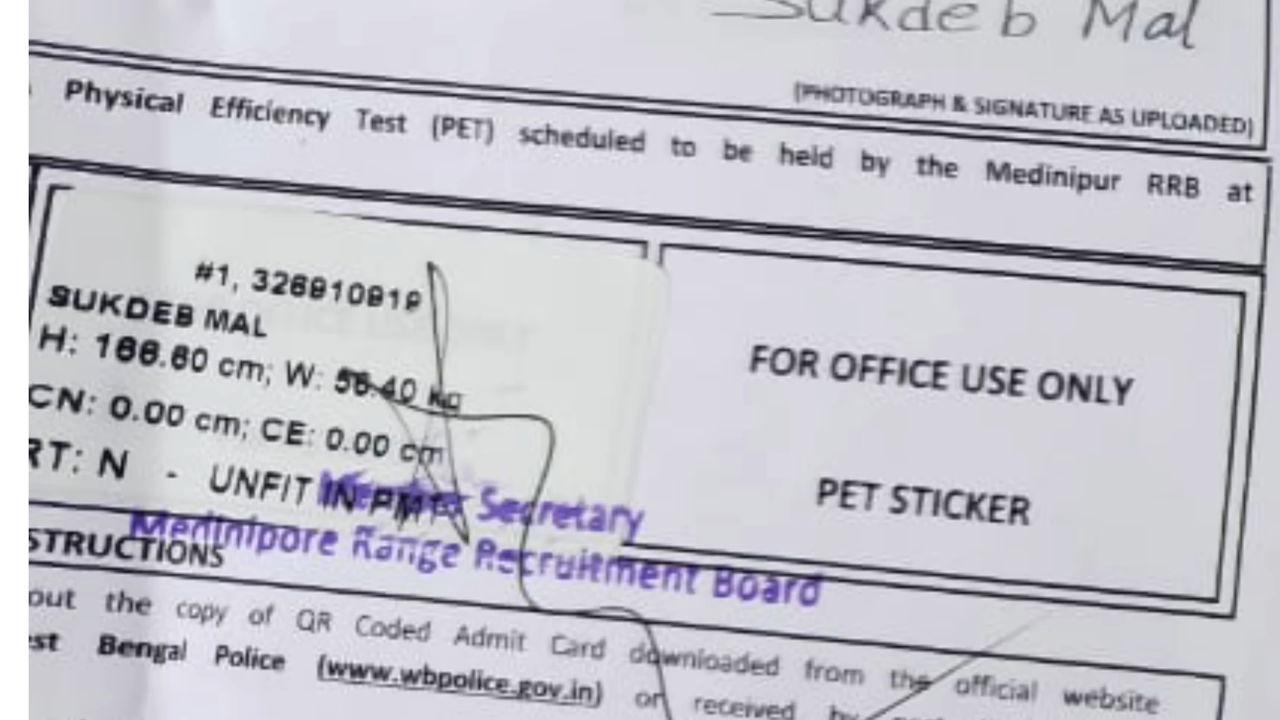 Sukdeb Mal
(PHOTOGRAPH & SIGNATURE AS UPLOADED)
Physical Efficiency Test (PET) scheduled to be held by the Medinipur RRB at
#1, 326910919
SUKDEB MAL
H: 166.60 cm; W: 56.40 kg
CN: 0.00 cm; CE: 0.00 cm
RT: N - UNFIT IN PMT
FOR OFFICE USE ONLY
PET STICKER
Member Secretary
Medinipore Range Recruitment Board
STRUCTIONS
out the copy of QR Coded Admit Card downloaded from the official website
st Bengal Police (www.wbpolice.gov.in) or received by